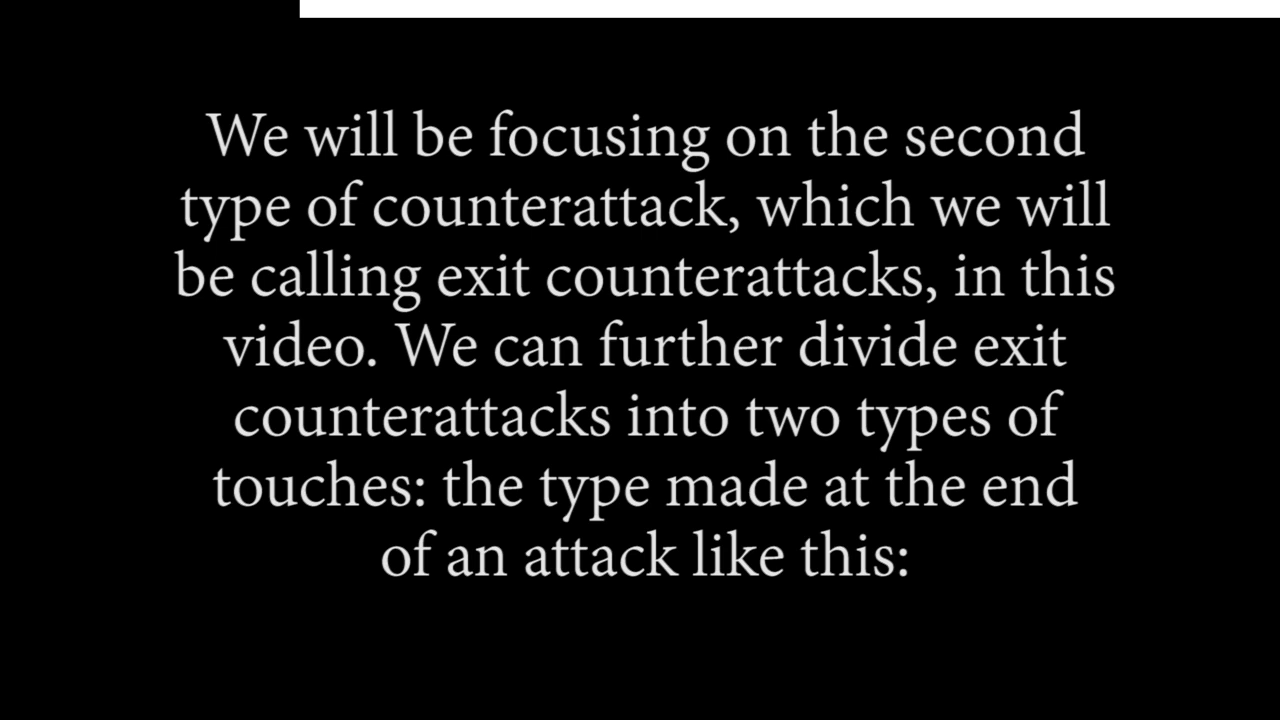 We will be focusing on the second
type of counterattack, which we will
be calling exit counterattacks, in this
video. We can further divide exit
counterattacks into two types of
touches: the type made at the end
of an attack like this: